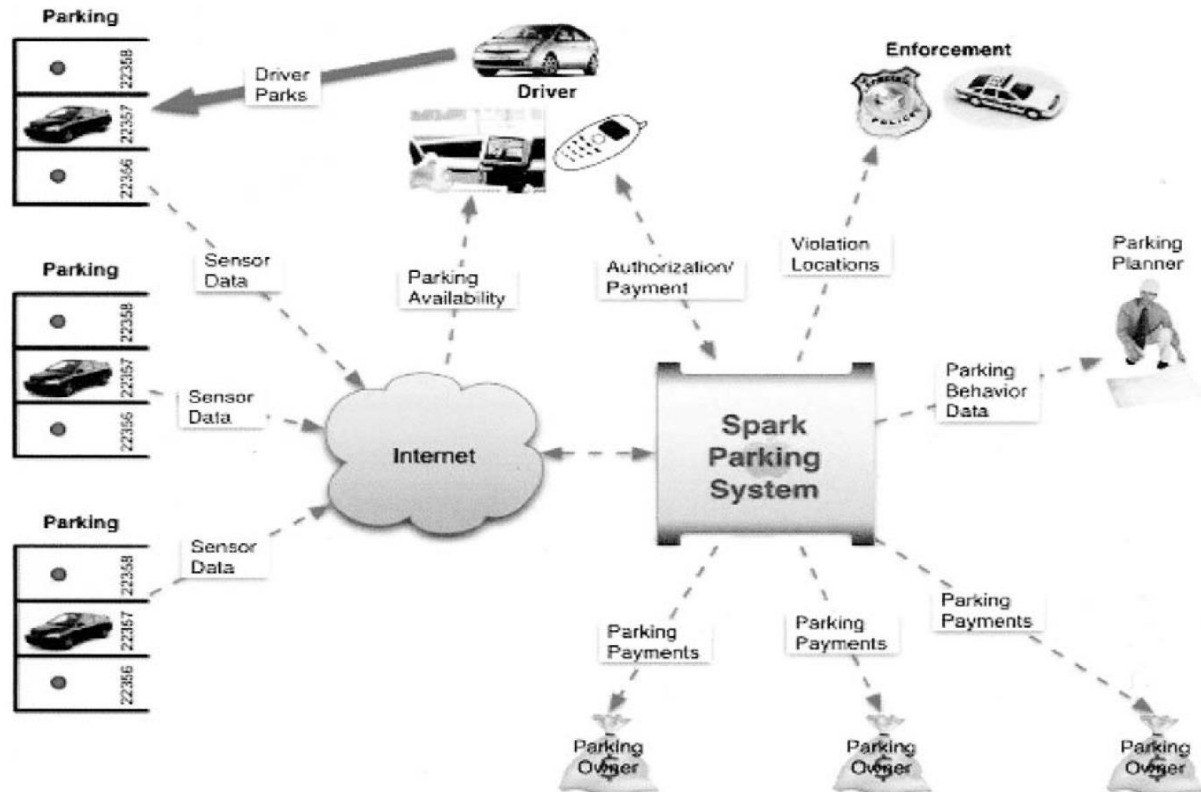 Parking
22358
22357
22356
Driver
Parks
Driver
Enforcement
Sensor
Data
Parking
Availability
Authorization/
Payment
Violation
Locations
Parking
Planner
Parking
22358
22357
22356
Sensor
Data
Internet
Spark
Parking
System
Parking
Behavior
Data
Parking
22358
22357
22356
Sensor
Data
Parking
Payments
Parking
Payments
Parking
Payments
Parking
Owner
Parking
Owner
Parking
Owner
POLICE